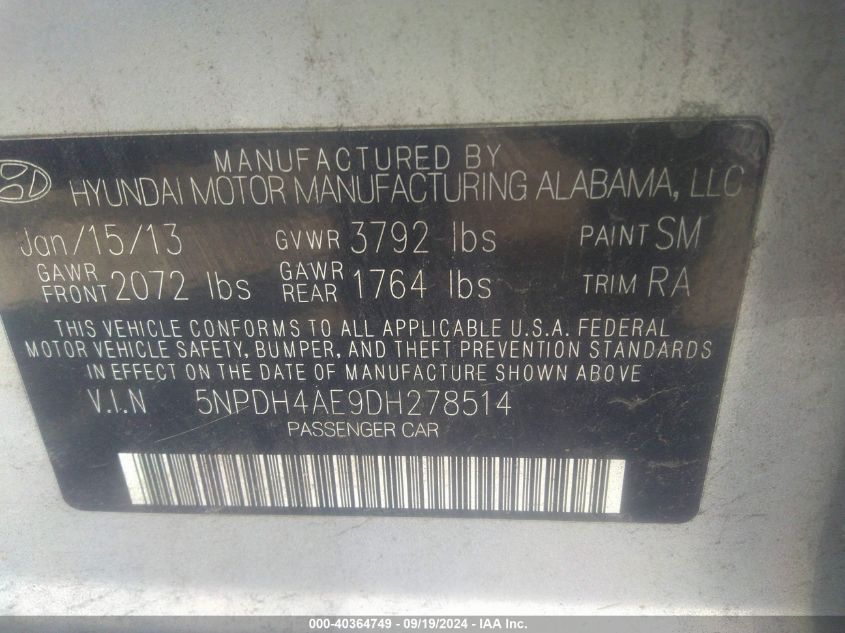 MANUFACTURED BY
HYUNDAI MOTOR MANUFACTURING ALABAMA, LLC
Jan/15/13 GVWR 3792 lbs PAINT SM
GAWR FRONT 2072 lbs GAWR REAR 1764 lbs TRIM RA
THIS VEHICLE CONFORMS TO ALL APPLICABLE U.S.A. FEDERAL
MOTOR VEHICLE SAFETY, BUMPER, AND THEFT PREVENTION STANDARDS
IN EFFECT ON THE DATE OF MANUFACTURE SHOWN ABOVE
V.I.N 5NPDH4AE9DH278514
PASSENGER CAR
000-40364749 - 09/19/2024 - IAA Inc.